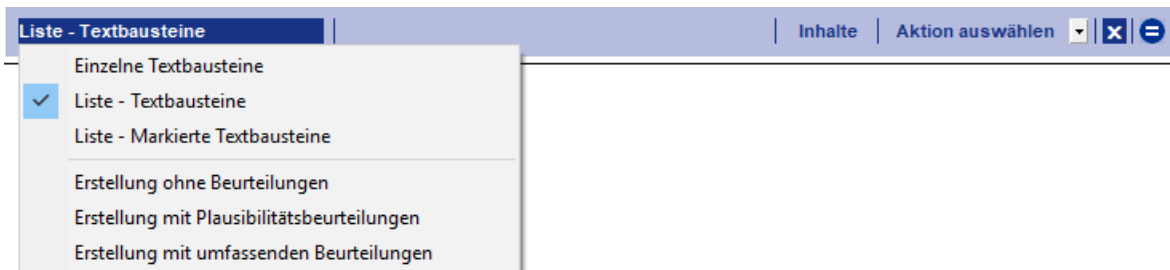 Liste - Textbausteine
Inhalte
Aktion auswählen
Einzelne Textbausteine
Liste - Textbausteine
Liste - Markierte Textbausteine
Erstellung ohne Beurteilungen
Erstellung mit Plausibilitätsbeurteilungen
Erstellung mit umfassenden Beurteilungen